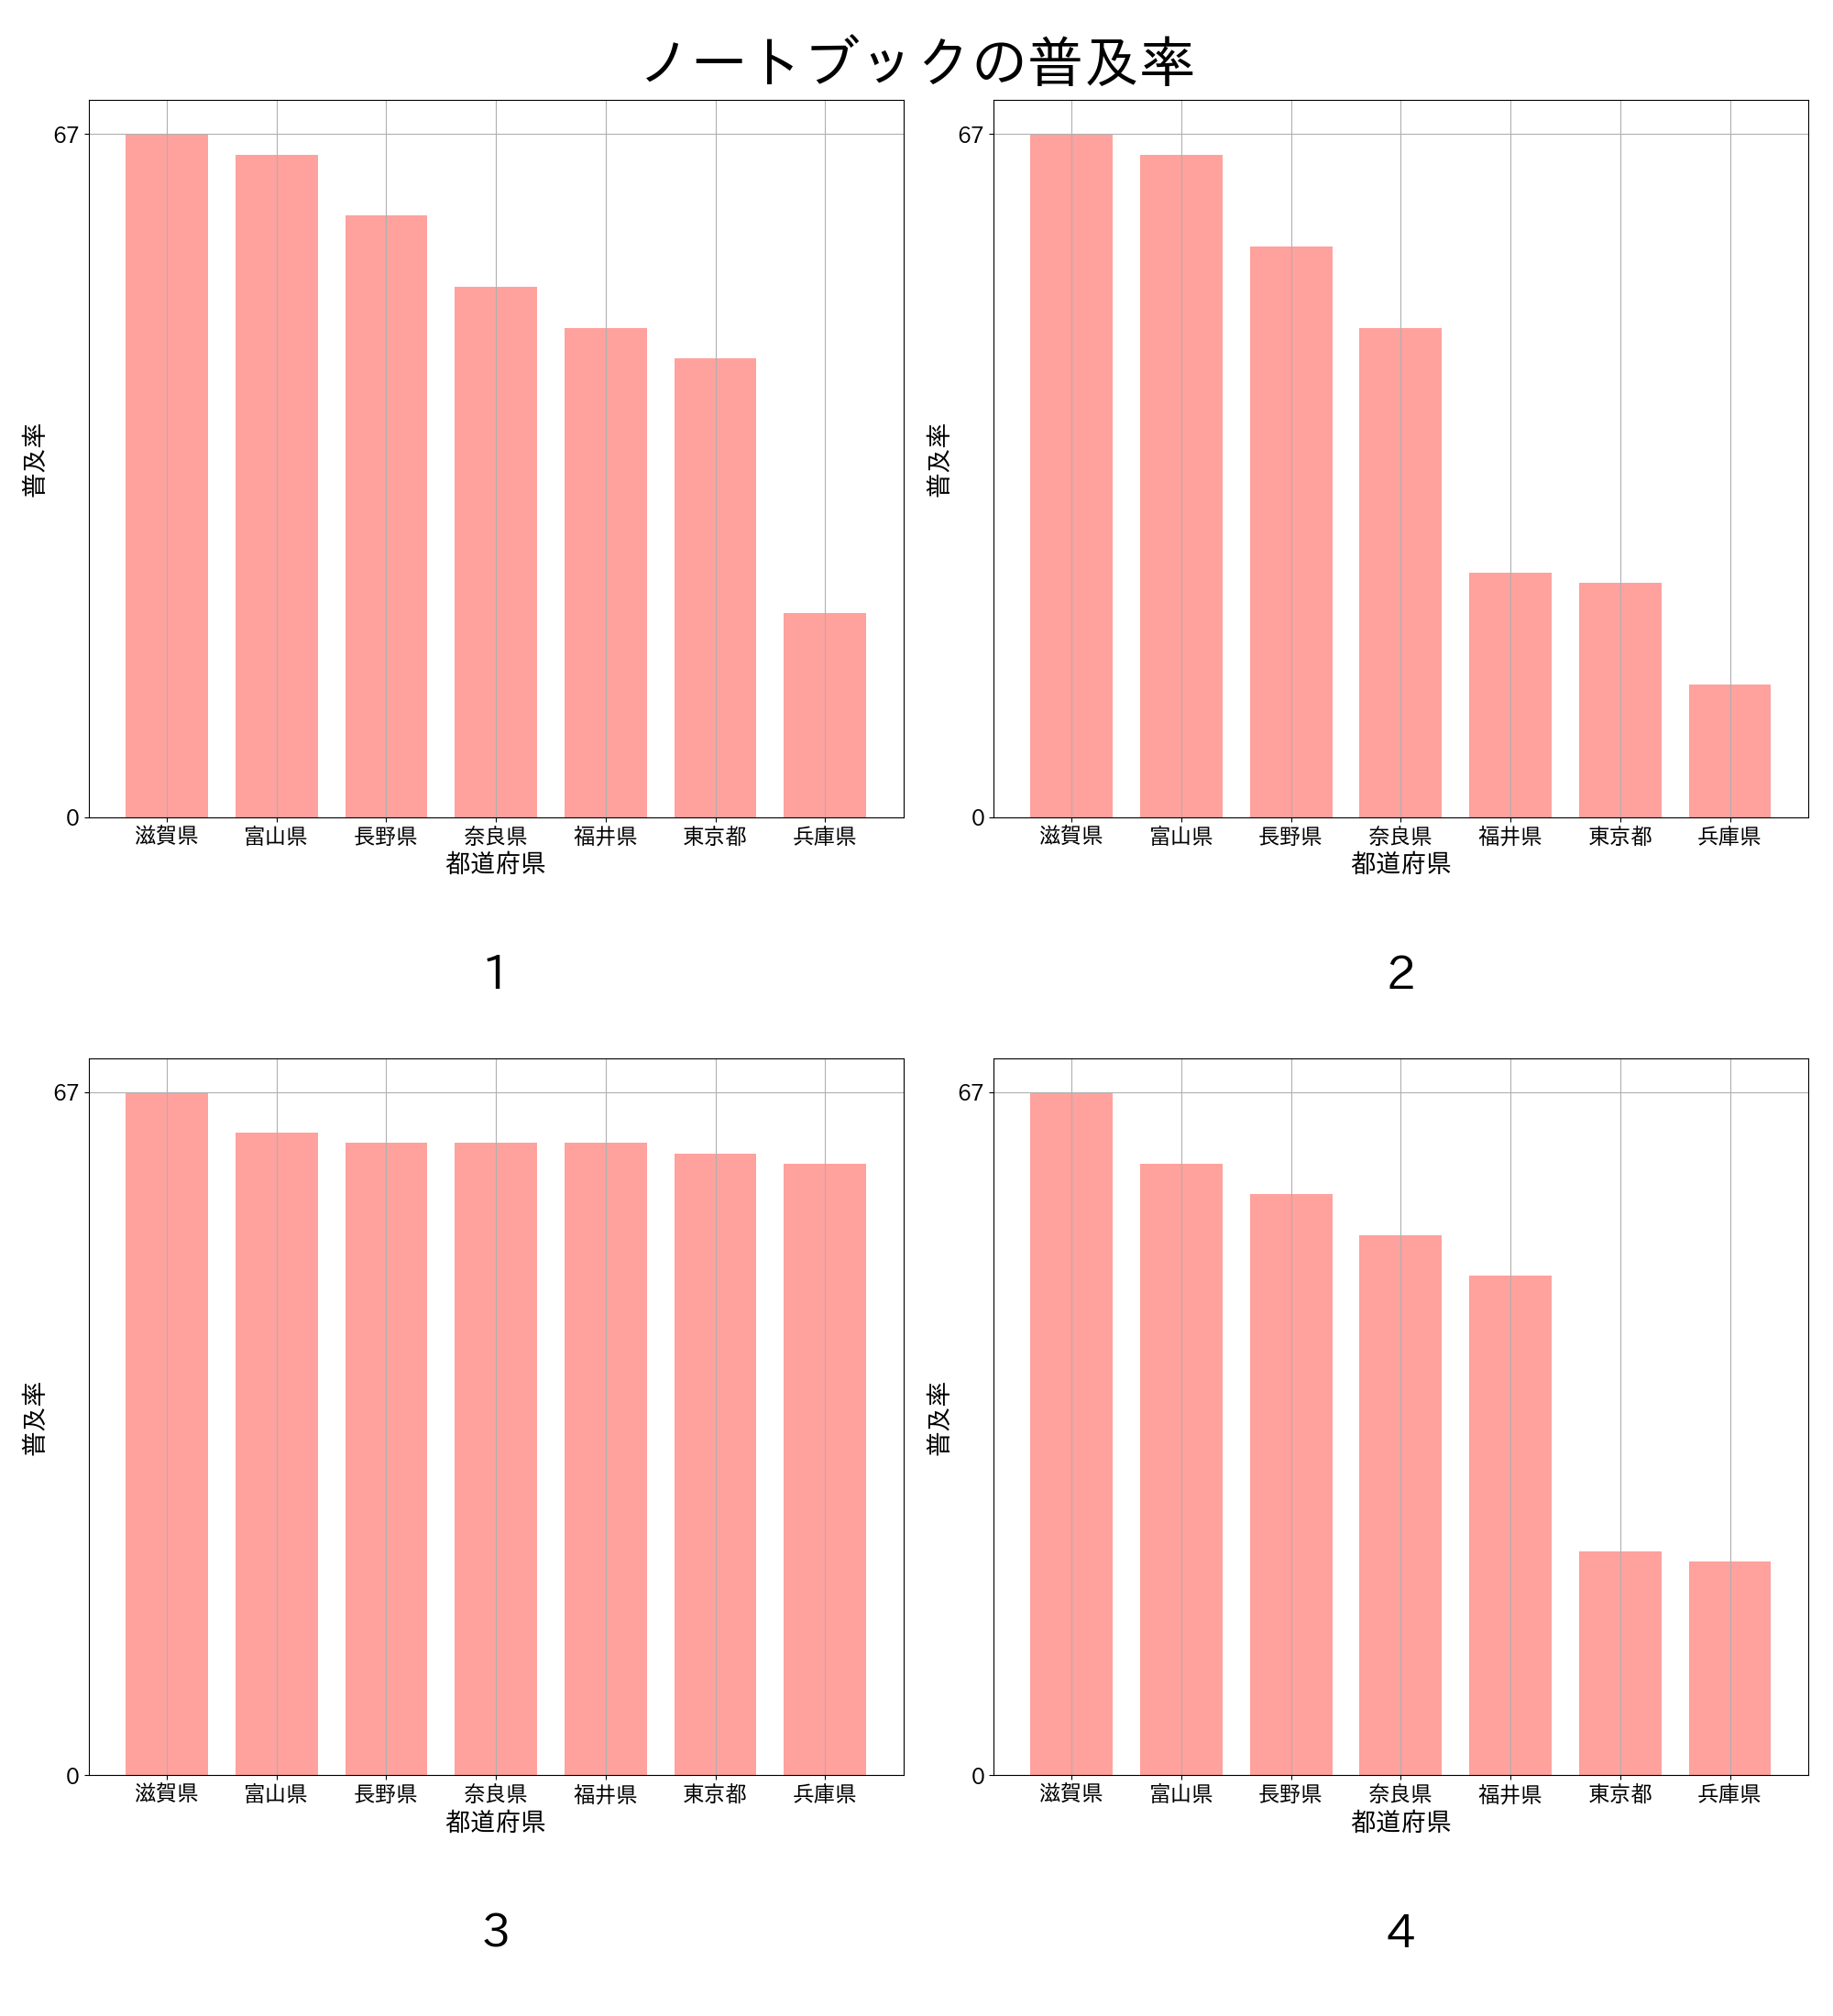 ノートブックの普及率
67
0
普及率
滋賀県 富山県 長野県 奈良県 福井県 東京都 兵庫県
都道府県
1
67
0
普及率
滋賀県 富山県 長野県 奈良県 福井県 東京都 兵庫県
都道府県
2
67
0
普及率
滋賀県 富山県 長野県 奈良県 福井県 東京都 兵庫県
都道府県
3
67
0
普及率
滋賀県 富山県 長野県 奈良県 福井県 東京都 兵庫県
都道府県
4